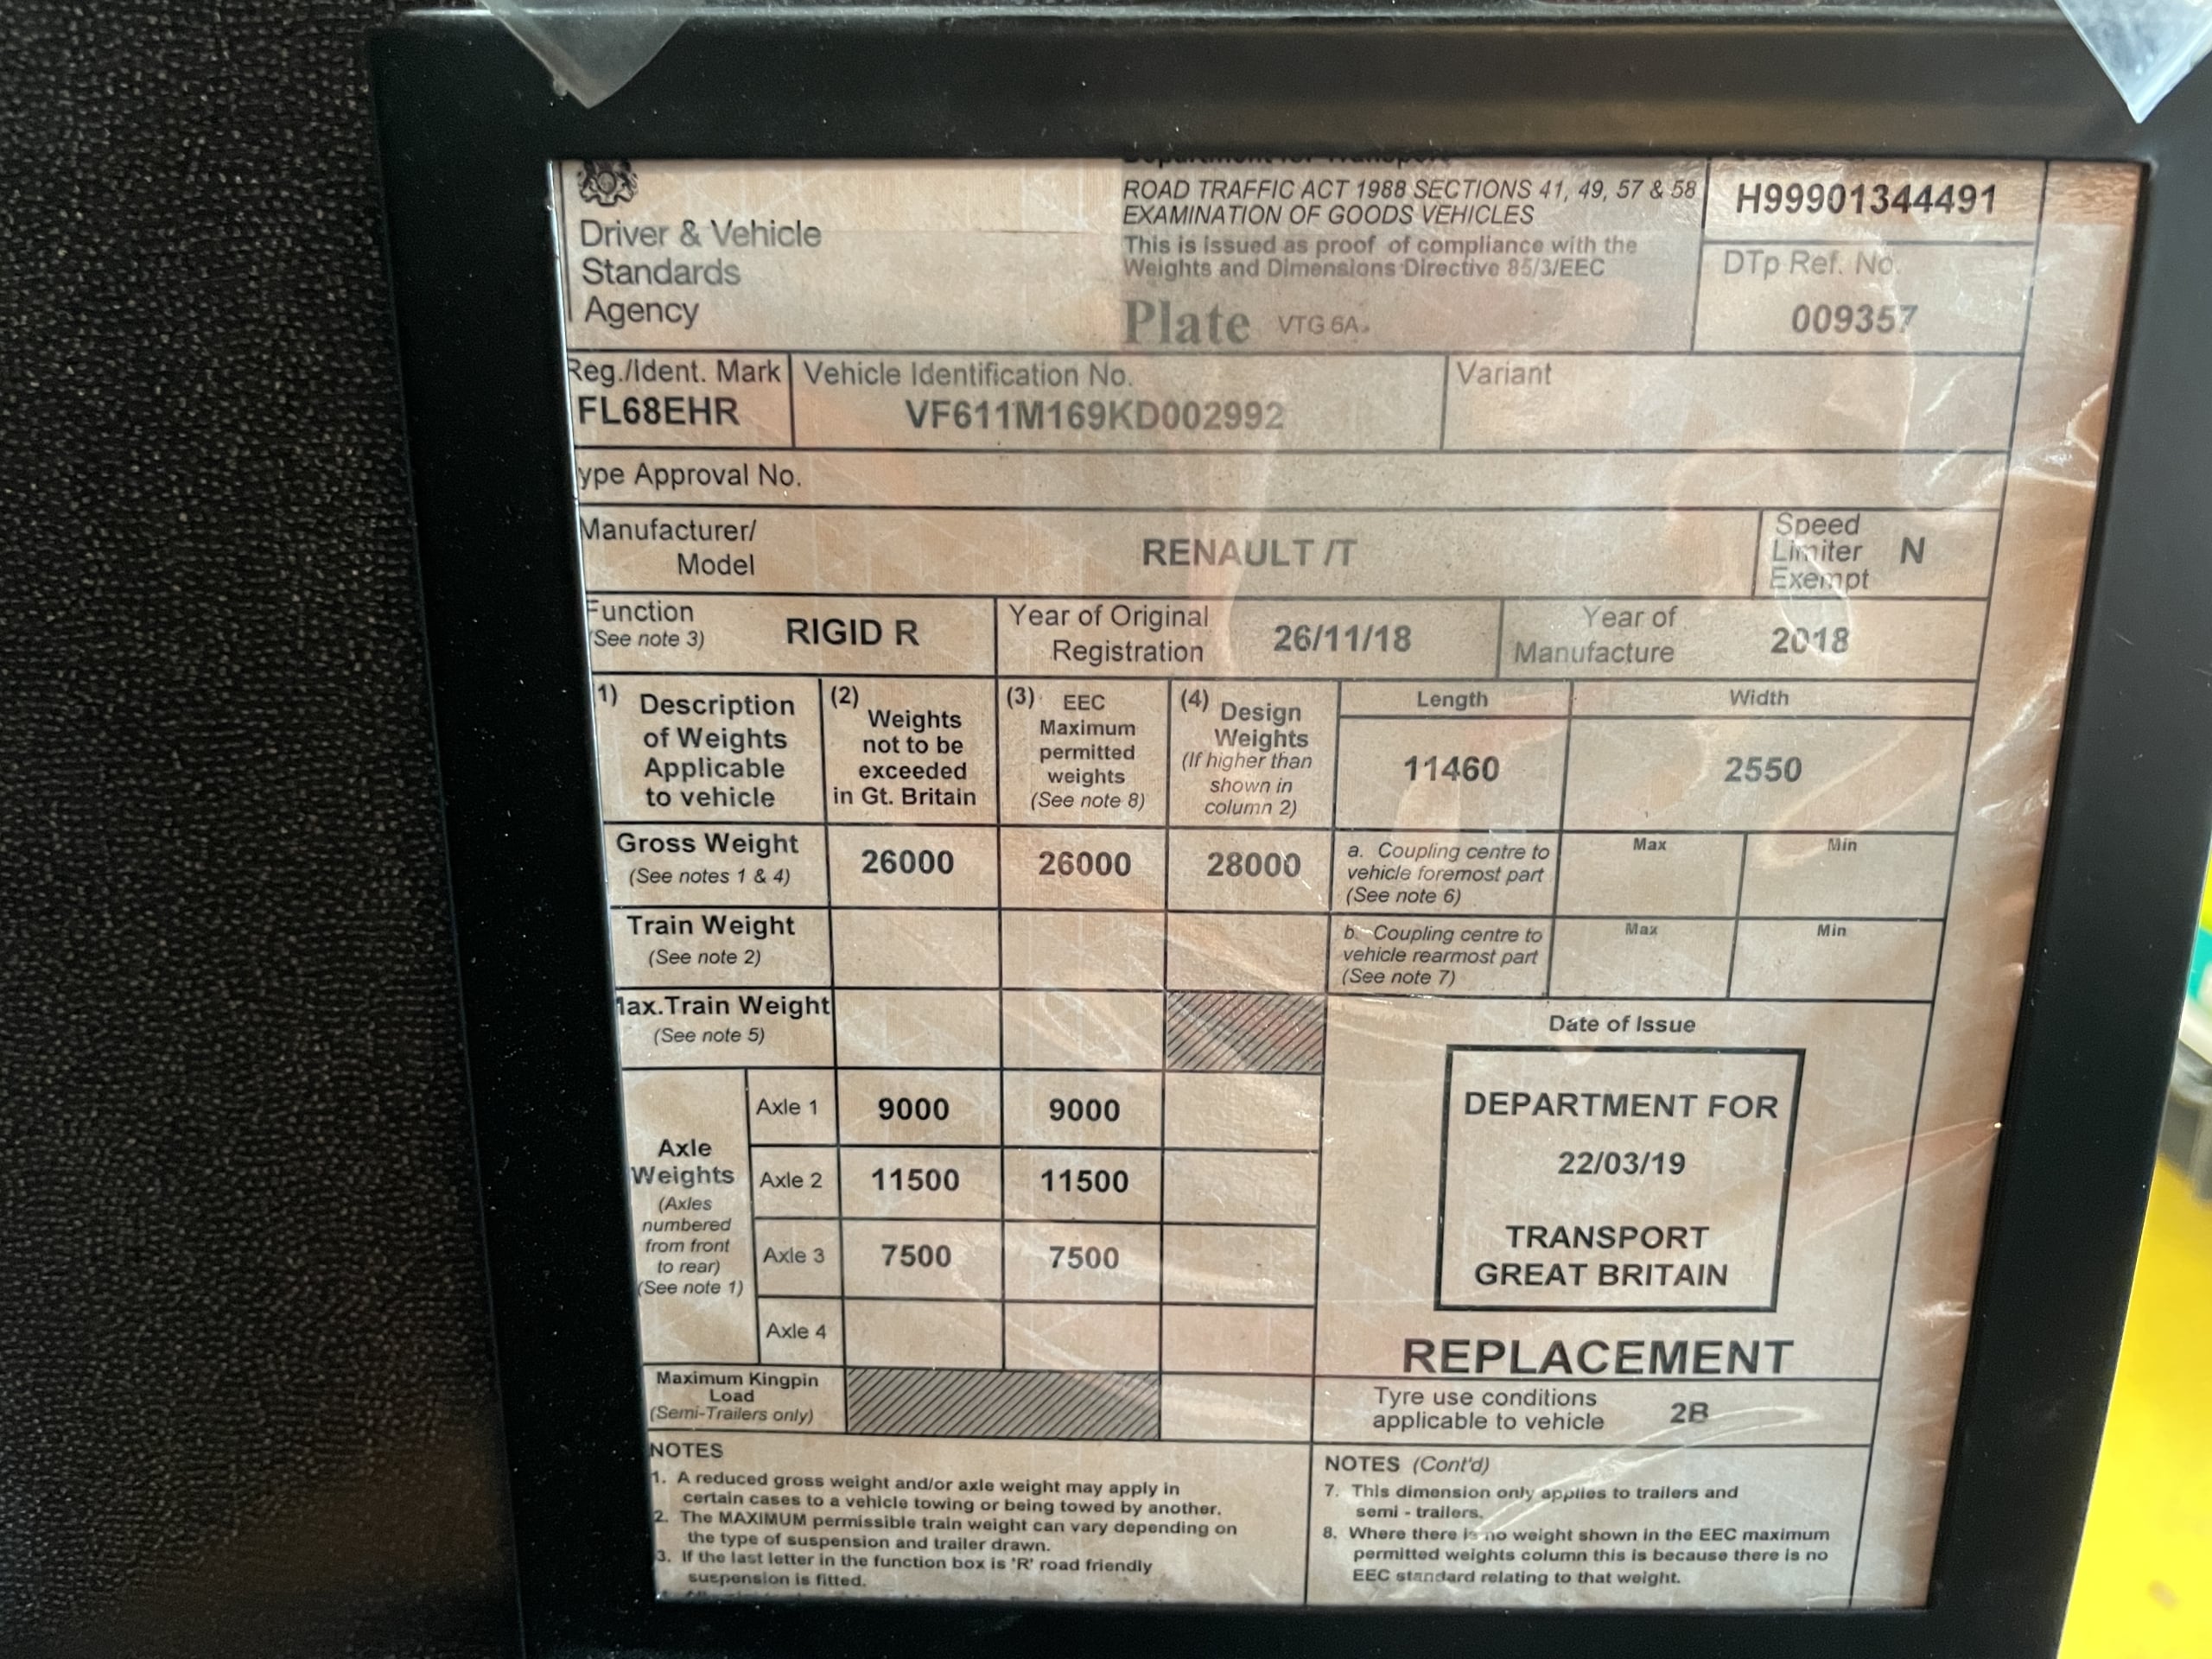 Department for Transport
ROAD TRAFFIC ACT 1988 SECTIONS 41, 49, 57 & 58
EXAMINATION OF GOODS VEHICLES
This is issued as proof of compliance with the
Weights and Dimensions Directive 85/3/EEC
Plate VTG 6A
Driver & Vehicle
Standards
Agency
H99901344491
DTp Ref. No.
009357
Reg./Ident. Mark
FL68EHR
Vehicle Identification No.
VF611M169KD002992
Variant
ype Approval No.
Manufacturer/
Model
RENAULT /T
Speed
Limiter
Exempt
N
Function
(See note 3)
RIGID R
Year of Original
Registration
26/11/18
Year of
Manufacture
2018
1) Description
of Weights
Applicable
to vehicle
(2) Weights
not to be
exceeded
in Gt. Britain
(3) EEC
Maximum
permitted
weights
(See note 8)
(4) Design
Weights
(If higher than
shown in
column 2)
Length
11460
Width
2550
Gross Weight
(See notes 1 & 4)
26000
26000
28000
a. Coupling centre to
vehicle foremost part
(See note 6)
Max
Min
Train Weight
(See note 2)
b. Coupling centre to
vehicle rearmost part
(See note 7)
Max
Min
ax.Train Weight
(See note 5)
Date of Issue
DEPARTMENT FOR
22/03/19
TRANSPORT
GREAT BRITAIN
REPLACEMENT
Axle
Weights
(Axles
numbered
from front
to rear)
(See note 1)
Axle 1 9000 9000
Axle 2 11500 11500
Axle 3 7500 7500
Axle 4
Maximum Kingpin
Load
(Semi-Trailers only)
Tyre use conditions
applicable to vehicle
2B
NOTES
1. A reduced gross weight and/or axle weight may apply in
certain cases to a vehicle towing or being towed by another.
2. The MAXIMUM permissible train weight can vary depending on
the type of suspension and trailer drawn.
3. If the last letter in the function box is 'R' road friendly
suspension is fitted.
NOTES (Cont'd)
7. This dimension only applies to trailers and
semi - trailers.
8. Where there is no weight shown in the EEC maximum
permitted weights column this is because there is no
EEC standard relating to that weight.